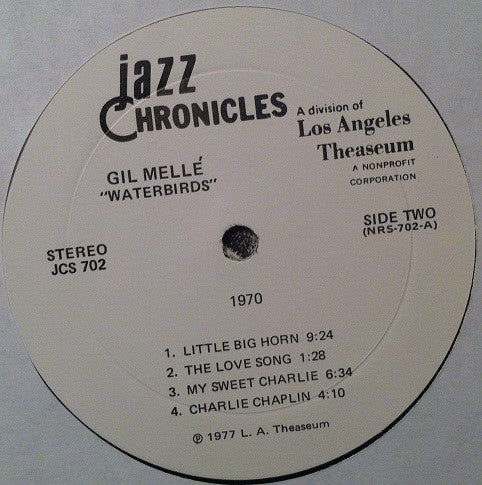 jazz
CHRONICLES
A division of
Los Angeles
Theaseum
A NONPROFIT
CORPORATION
GIL MELLÉ
"WATERBIRDS"
STEREO
JCS 702
SIDE TWO
(NR5-702-A)
1970
1. LITTLE BIG HORN 9:24
2. THE LOVE SONG 1:28
3. MY SWEET CHARLIE 6:34
4. CHARLIE CHAPLIN 4:10
℗ 1977 L. A. Theaseum